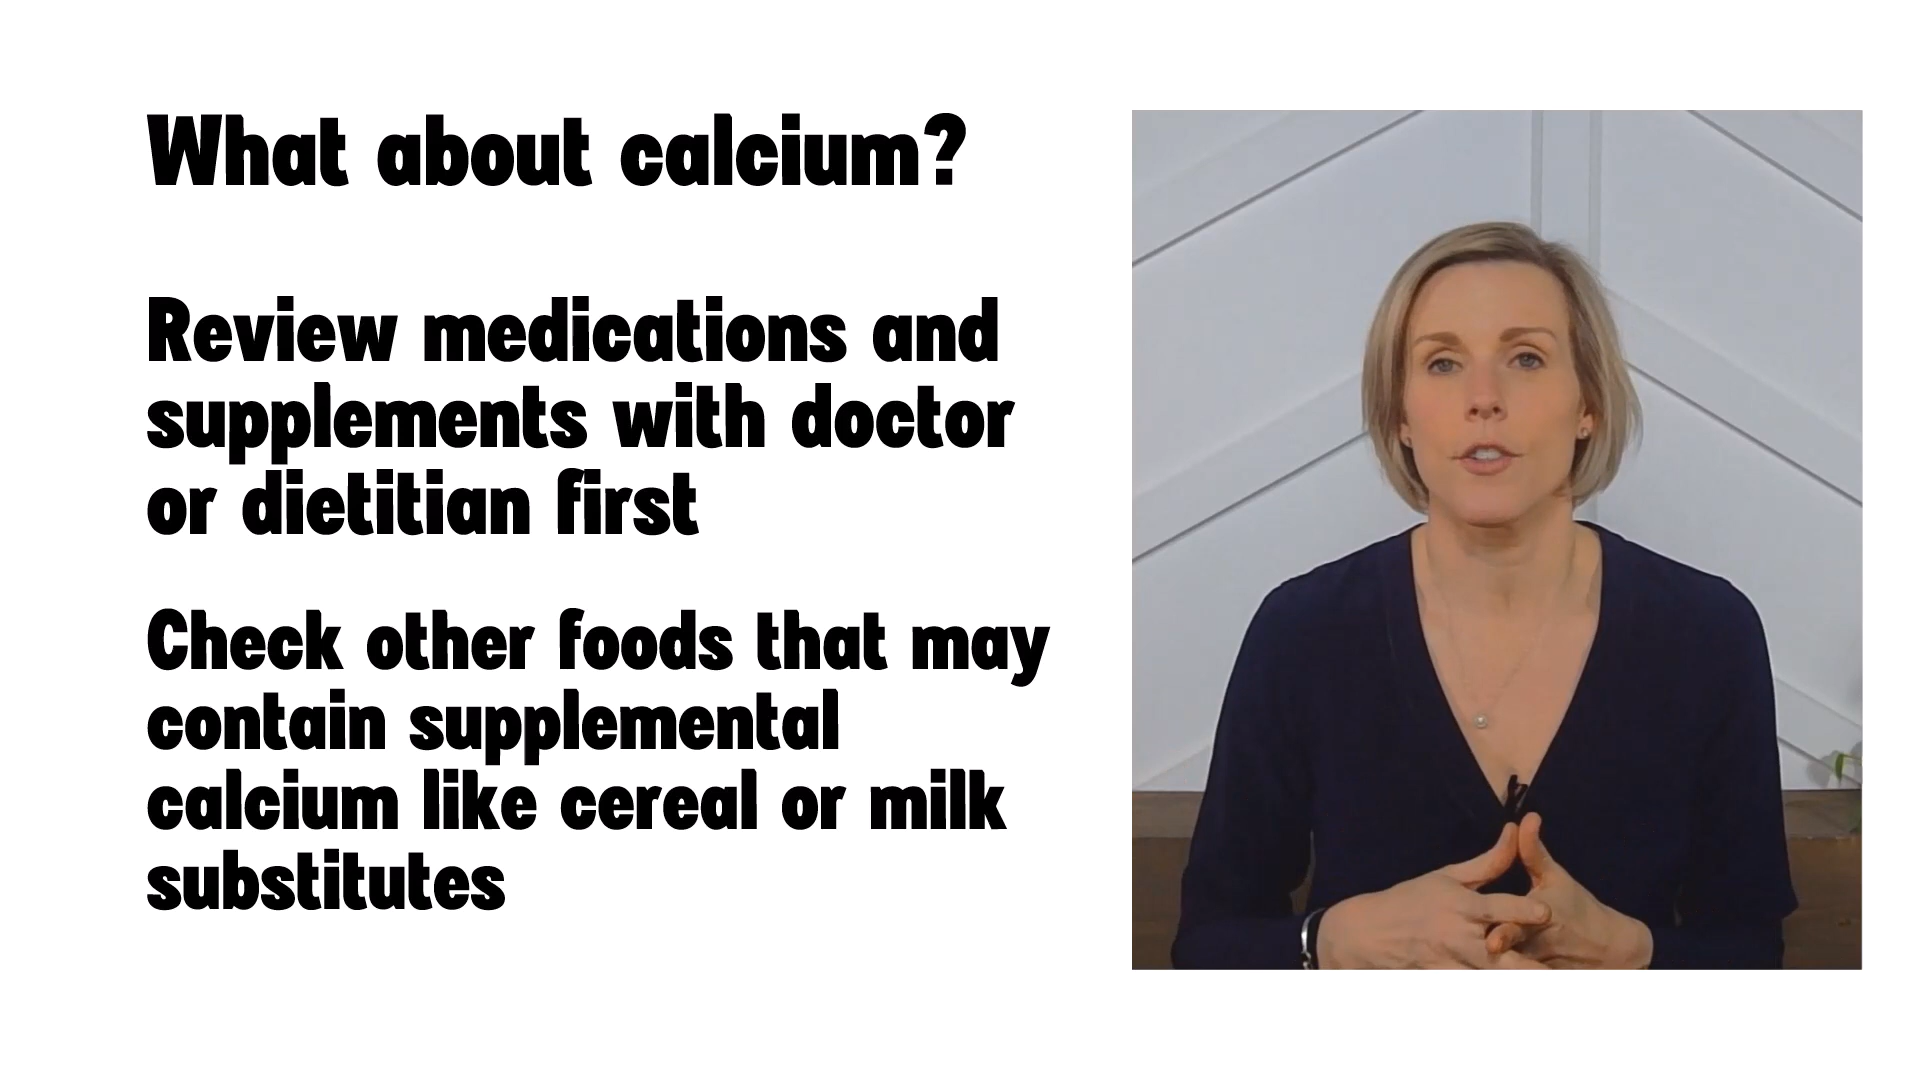 What about calcium?
Review medications and
supplements with doctor
or dietitian first
Check other foods that may
contain supplemental
calcium like cereal or milk
substitutes